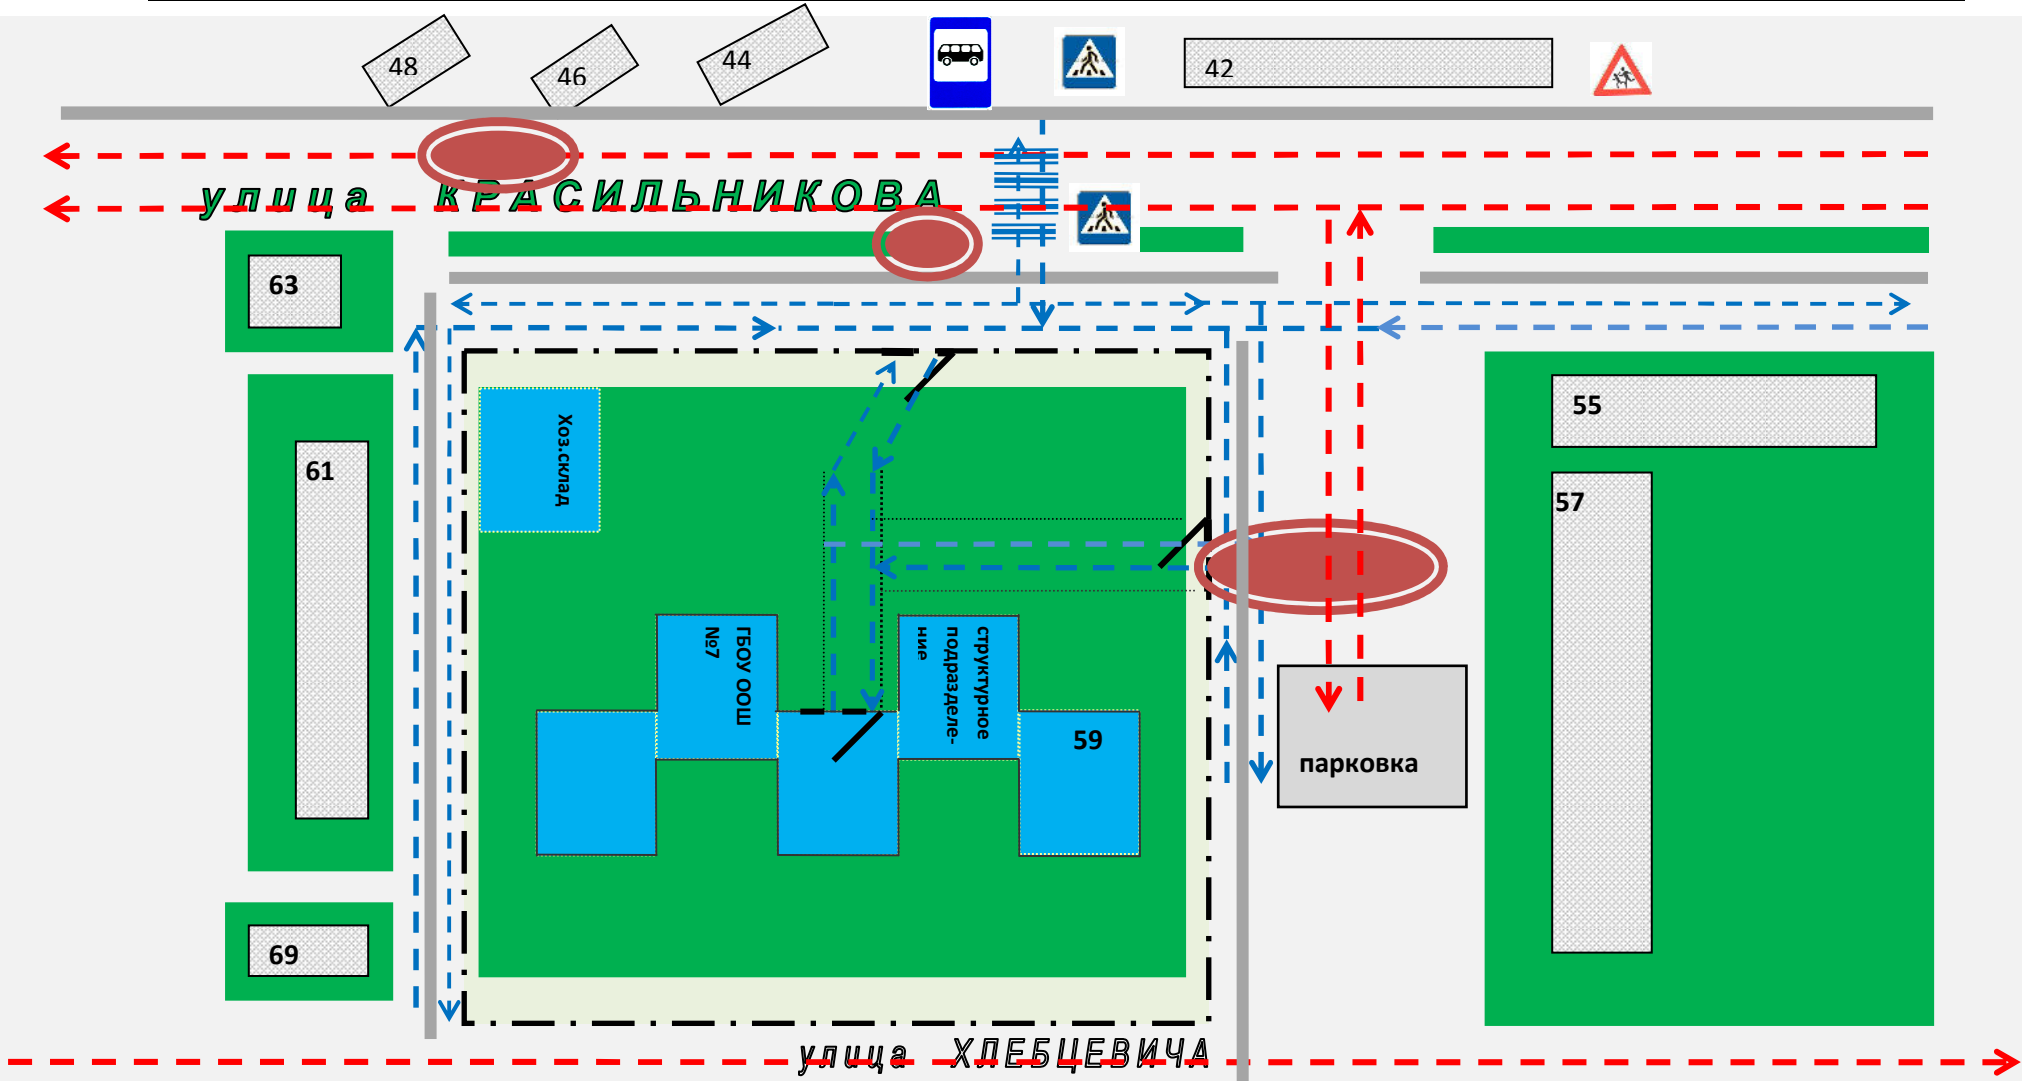 48
46
44
42
улица КРАСИЛЬНИКОВА
63
55
61
57
Хоз.склад
ГБОУ ООШ
№7
структурное
подразделе-
ние
59
парковка
69
улица ХЛЕБЦЕВИЧА